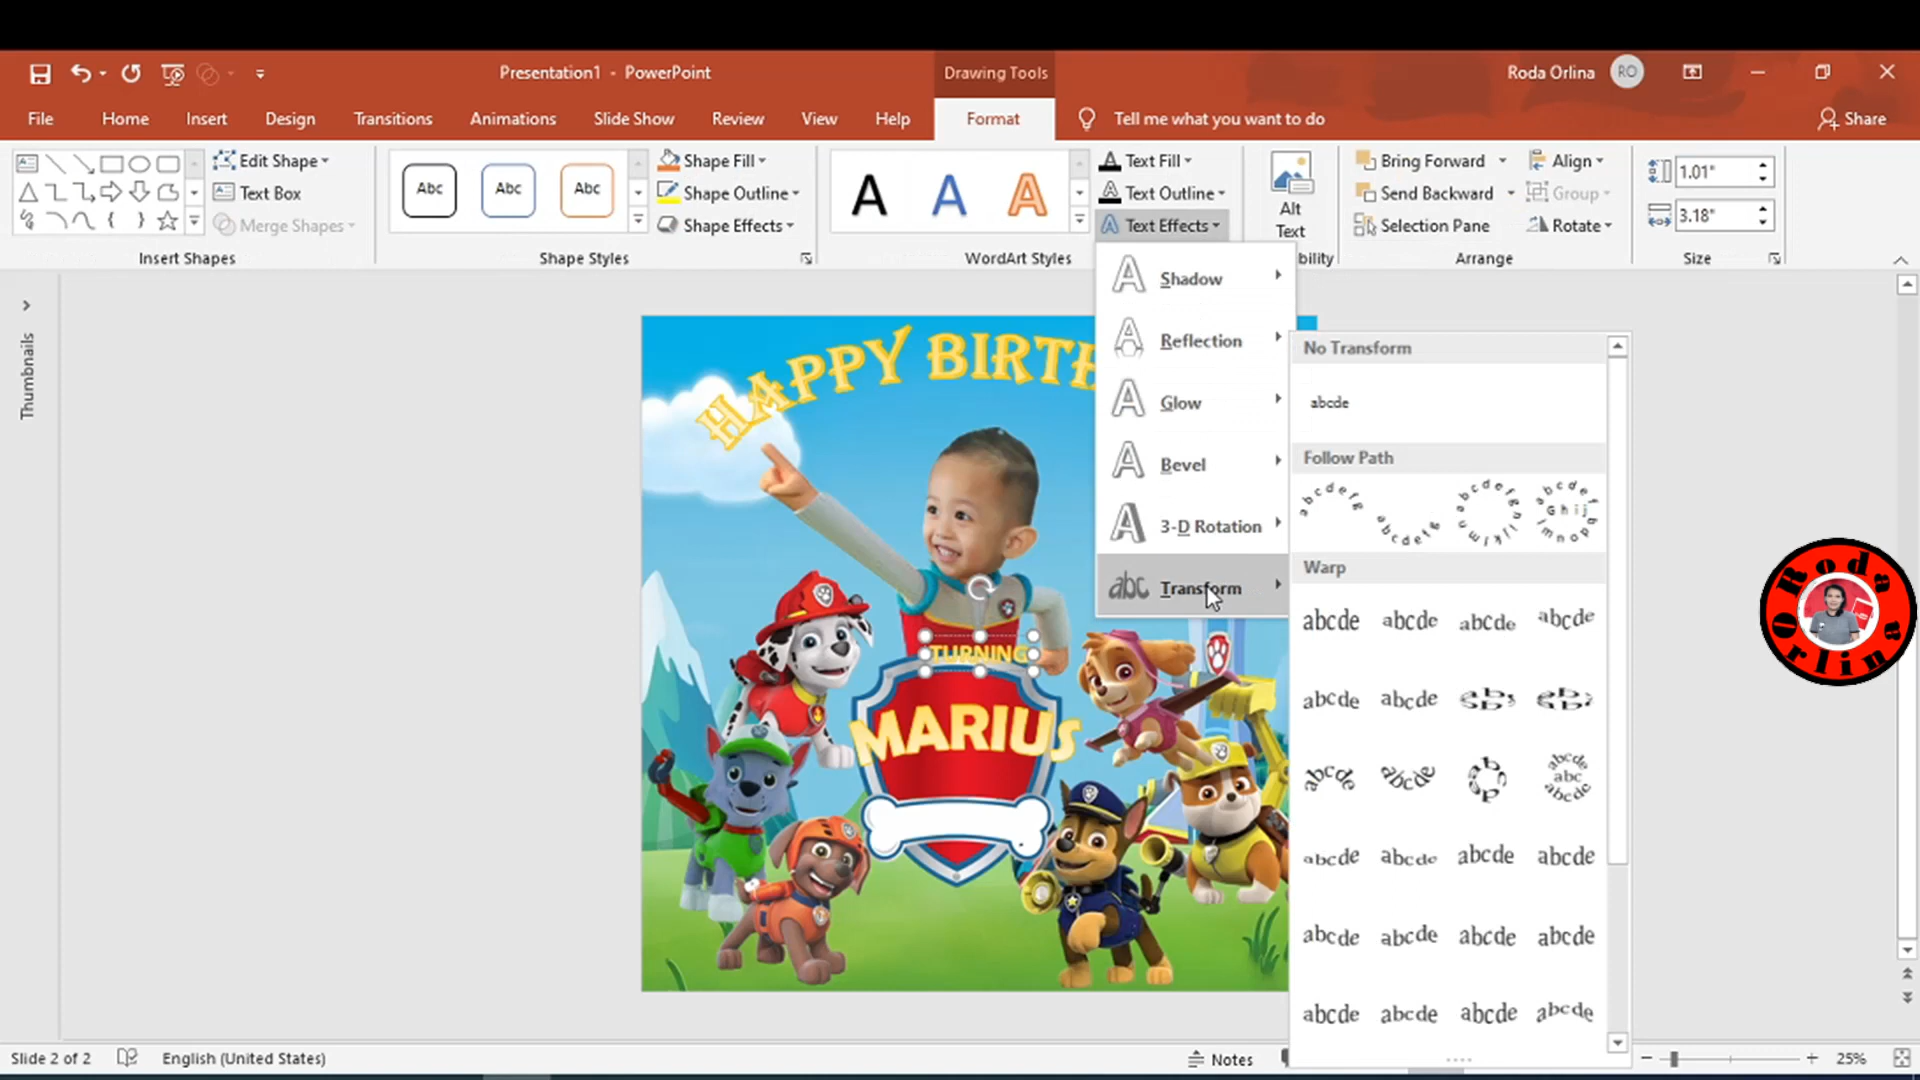 Presentation1 - PowerPoint
Drawing Tools
Roda Orlina
RO
File
Home
Insert
Design
Transitions
Animations
Slide Show
Review
View
Help
Format
Tell me what you want to do
Share
Edit Shape
Text Box
Merge Shapes
Insert Shapes
Abc
Abc
Abc
Shape Fill
Shape Outline
Shape Effects
Shape Styles
A
A
A
WordArt Styles
Text Fill
Text Outline
Text Effects
Alt
Text
bility
Bring Forward
Send Backward
Selection Pane
Align
Group
Rotate
Arrange
1.01"
3.18"
Size
Thumbnails
Shadow
Reflection
Glow
Bevel
3-D Rotation
abc Transform
No Transform
abcde
Follow Path
abcdefg
abcdefg
Warp
abcde abcde abcde abcde
abcde abcde
abcde abcde
abcde abcde abcde abcde
abcde abcde abcde abcde
abcde abcde abcde abcde
HAPPY BIRTH
TURNING
MARIUS
Roda
Orlina
Slide 2 of 2
English (United States)
Notes
25%